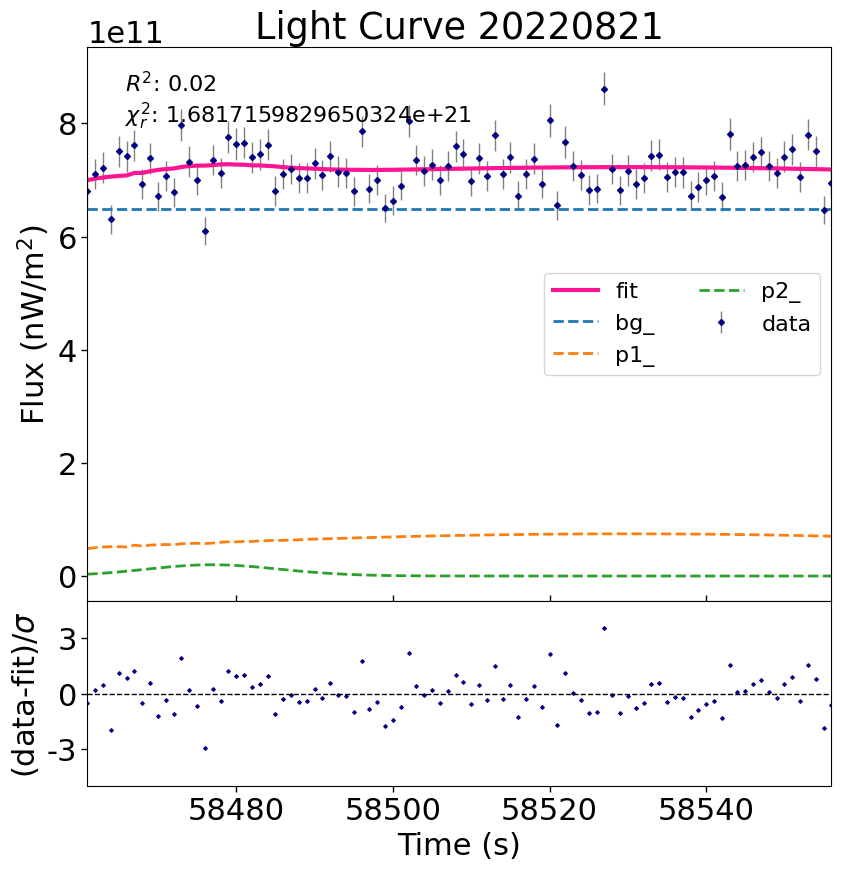 Light Curve 20220821
1e11
R²: 0.02
χ²ᵣ: 1.6817159829650324e+21
8
6
4
2
0
Flux (nW/m²)
fit
bg_
p1_
p2_
data
3
0
-3
(data-fit)/σ
58480
58500
58520
58540
Time (s)